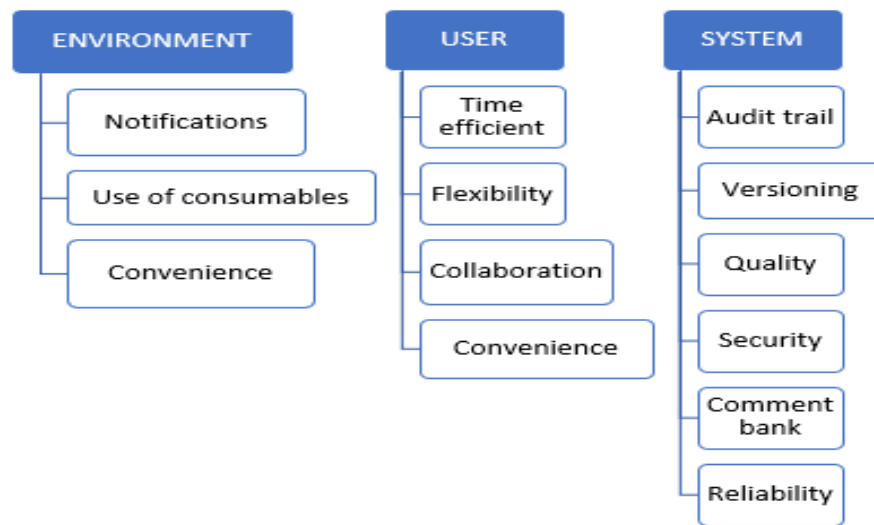 ENVIRONMENT
Notifications
Use of consumables
Convenience
USER
Time
efficient
Flexibility
Collaboration
Convenience
SYSTEM
Audit trail
Versioning
Quality
Security
Comment
bank
Reliability